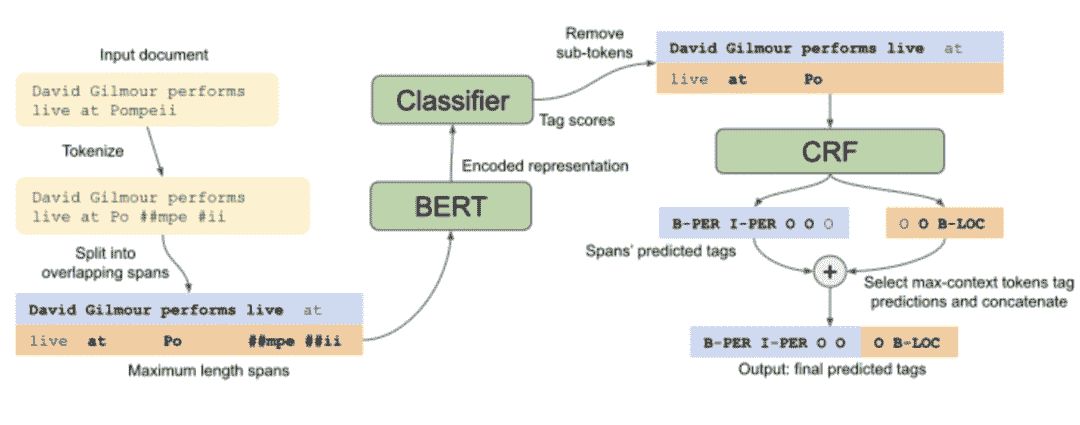 Input document
David Gilmour performs
live at Pompeii
Tokenize
David Gilmour performs
live at Po ##mpe #ii
Split into
overlapping spans
David Gilmour performs live at
live at Po ##mpe ##ii
Maximum length spans
BERT
Encoded representation
Classifier
Tag scores
Remove
sub-tokens
David Gilmour performs live at
live at Po
CRF
B-PER I-PER O O O
O O B-LOC
Spans' predicted tags
+
Select max-context tokens tag
predictions and concatenate
B-PER I-PER O O O B-LOC
Output: final predicted tags